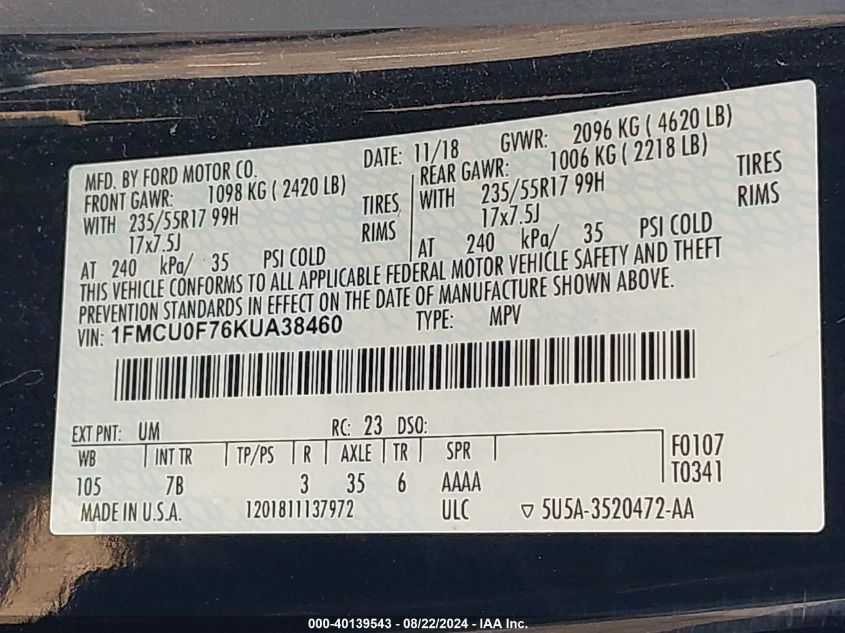 MFD. BY FORD MOTOR CO. DATE: 11/18 GVWR: 2096 KG ( 4620 LB)
FRONT GAWR: 1098 KG ( 2420 LB) REAR GAWR: 1006 KG ( 2218 LB)
WITH 235/55R17 99H TIRES WITH 235/55R17 99H TIRES
17x7.5J RIMS 17x7.5J RIMS
AT 240 kPa/ 35 PSI COLD AT 240 kPa/ 35 PSI COLD
THIS VEHICLE CONFORMS TO ALL APPLICABLE FEDERAL MOTOR VEHICLE SAFETY AND THEFT
PREVENTION STANDARDS IN EFFECT ON THE DATE OF MANUFACTURE SHOWN ABOVE.
VIN: 1FMCU0F76KUA38460 TYPE: MPV
EXT PNT: UM RC: 23 DSO:
WB INT TR TP/PS R AXLE TR SPR F0107
105 7B 3 35 6 AAAA T0341
MADE IN U.S.A. 1201811137972 ULC ▽ 5U5A-3520472-AA
000-40139543 - 08/22/2024 - IAA Inc.